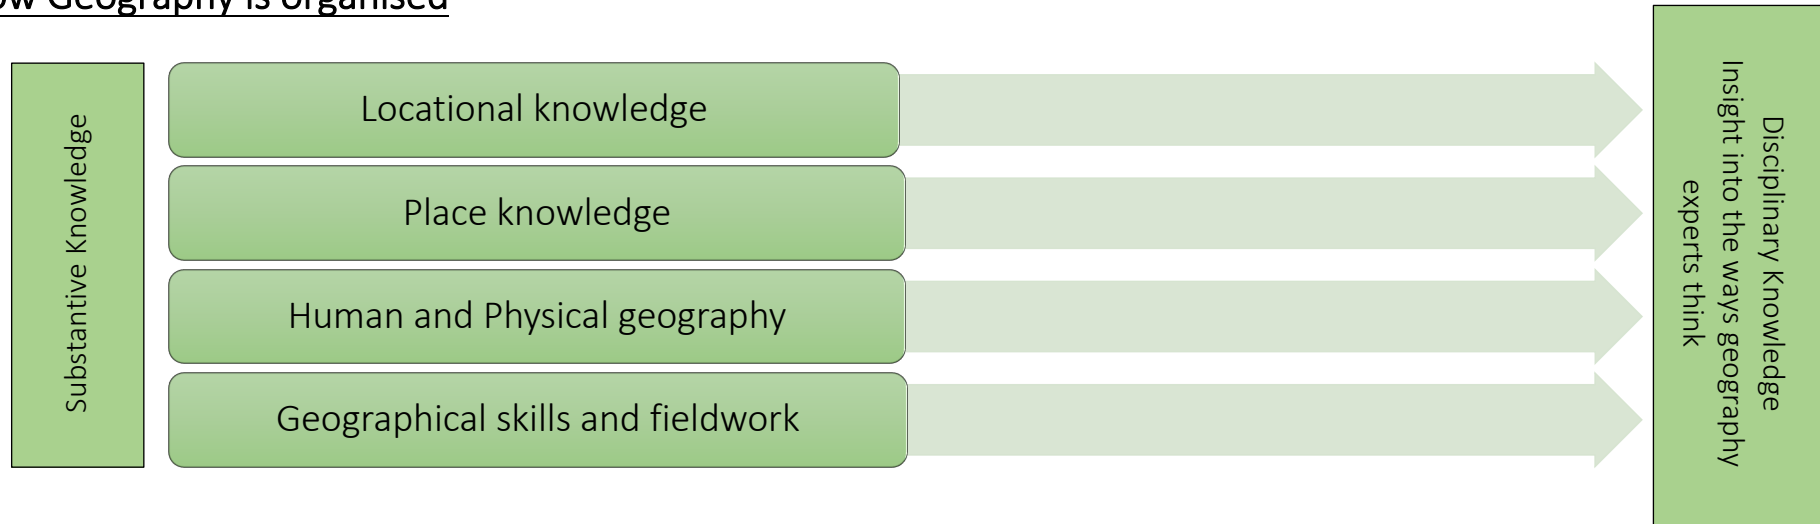 ow Geography is organised
Substantive Knowledge
Locational knowledge
Place knowledge
Human and Physical geography
Geographical skills and fieldwork
Disciplinary Knowledge
Insight into the ways geography
experts think